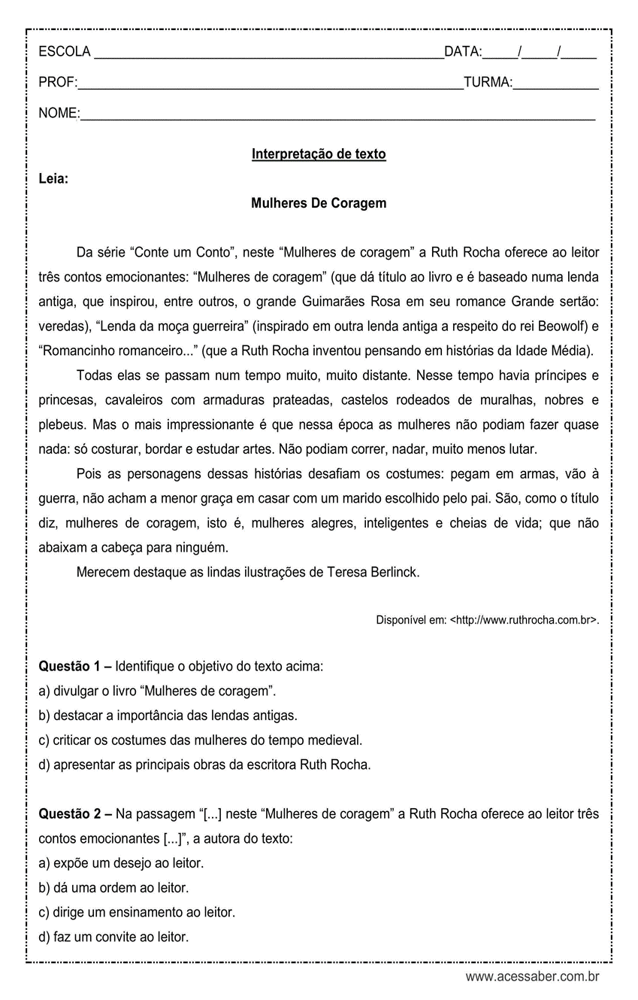 ESCOLA ______________________________________________DATA:_____/_____/_____
PROF:___________________________________________________TURMA:___________
NOME:____________________________________________________________________
Interpretação de texto
Leia:
Mulheres De Coragem
Da série “Conte um Conto”, neste “Mulheres de coragem” a Ruth Rocha oferece ao leitor
três contos emocionantes: “Mulheres de coragem” (que dá título ao livro e é baseado numa lenda
antiga, que inspirou, entre outros, o grande Guimarães Rosa em seu romance Grande sertão:
veredas), “Lenda da moça guerreira” (inspirado em outra lenda antiga a respeito do rei Beowolf) e
“Romancinho romanceiro...” (que a Ruth Rocha inventou pensando em histórias da Idade Média).
Todas elas se passam num tempo muito, muito distante. Nesse tempo havia príncipes e
princesas, cavaleiros com armaduras prateadas, castelos rodeados de muralhas, nobres e
plebeus. Mas o mais impressionante é que nessa época as mulheres não podiam fazer quase
nada: só costurar, bordar e estudar artes. Não podiam correr, nadar, muito menos lutar.
Pois as personagens dessas histórias desafiam os costumes: pegam em armas, vão à
guerra, não acham a menor graça em casar com um marido escolhido pelo pai. São, como o título
diz, mulheres de coragem, isto é, mulheres alegres, inteligentes e cheias de vida; que não
abaixam a cabeça para ninguém.
Merecem destaque as lindas ilustrações de Teresa Berlinck.
Disponível em: <http://www.ruthrocha.com.br>.
Questão 1 – Identifique o objetivo do texto acima:
a) divulgar o livro “Mulheres de coragem”.
b) destacar a importância das lendas antigas.
c) criticar os costumes das mulheres do tempo medieval.
d) apresentar as principais obras da escritora Ruth Rocha.
Questão 2 – Na passagem “[...] neste “Mulheres de coragem” a Ruth Rocha oferece ao leitor três
contos emocionantes [...]”, a autora do texto:
a) expõe um desejo ao leitor.
b) dá uma ordem ao leitor.
c) dirige um ensinamento ao leitor.
d) faz um convite ao leitor.
www.acessaber.com.br